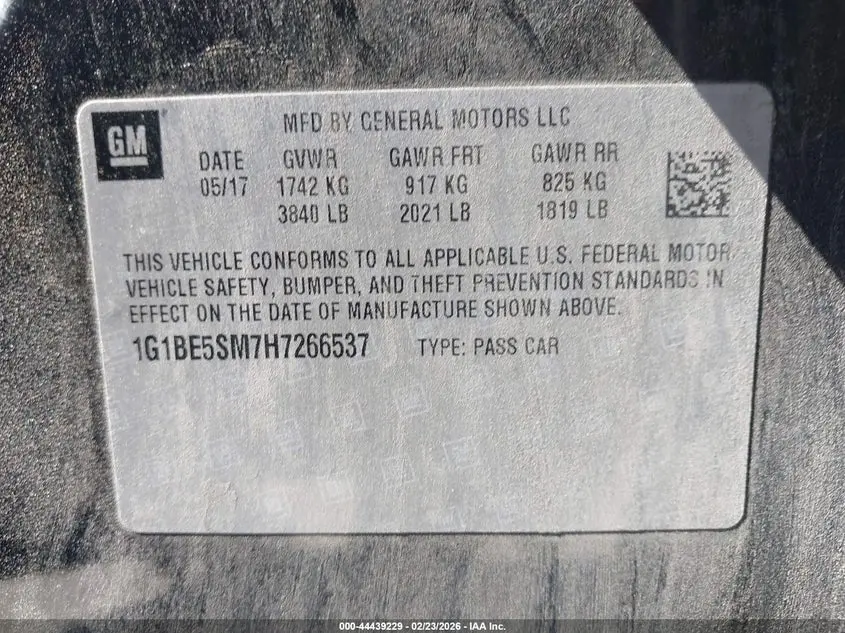 GM
MFD BY GENERAL MOTORS LLC
DATE GVWR GAWR FRT GAWR RR
05/17 1742 KG 917 KG 825 KG
3840 LB 2021 LB 1819 LB
THIS VEHICLE CONFORMS TO ALL APPLICABLE U.S. FEDERAL MOTOR
VEHICLE SAFETY, BUMPER, AND THEFT PREVENTION STANDARDS IN
EFFECT ON THE DATE OF MANUFACTURE SHOWN ABOVE.
1G1BE5SM7H7266537 TYPE: PASS CAR
000-44439229 - 02/23/2026 - IAA Inc.